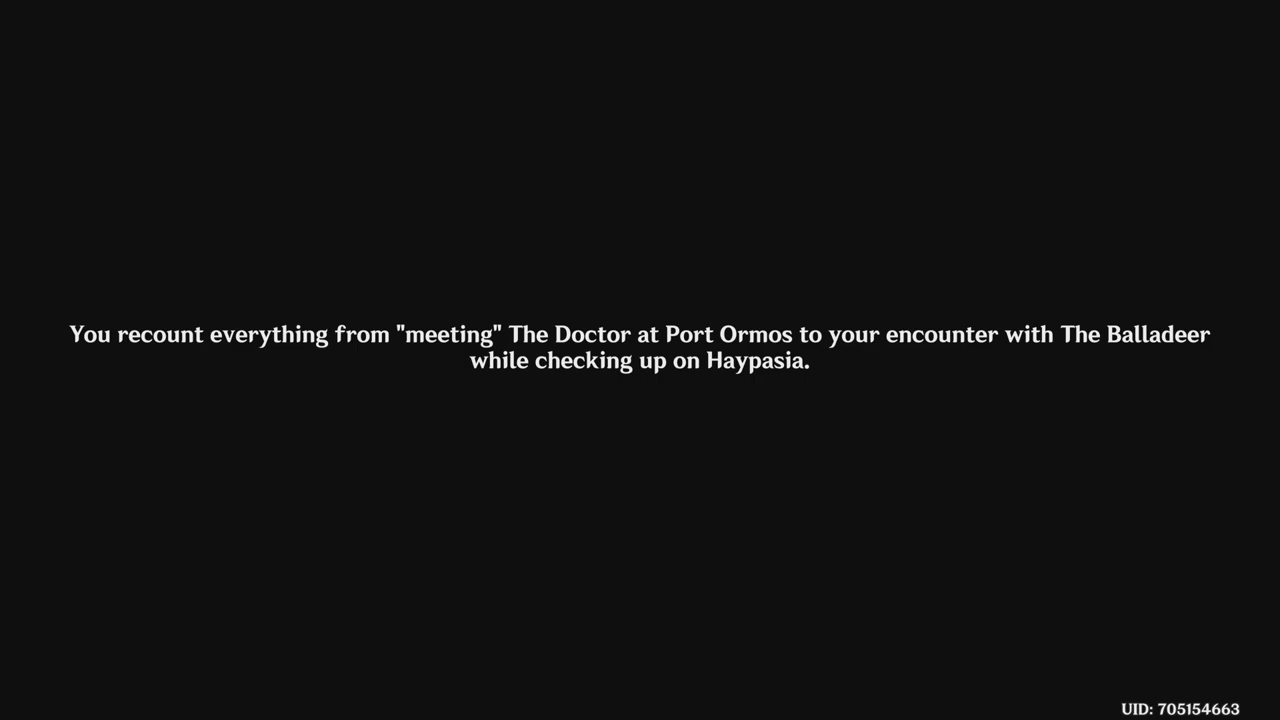 You recount everything from "meeting" The Doctor at Port Ormos to your encounter with The Balladeer
while checking up on Haypasia.
UID: 705154663